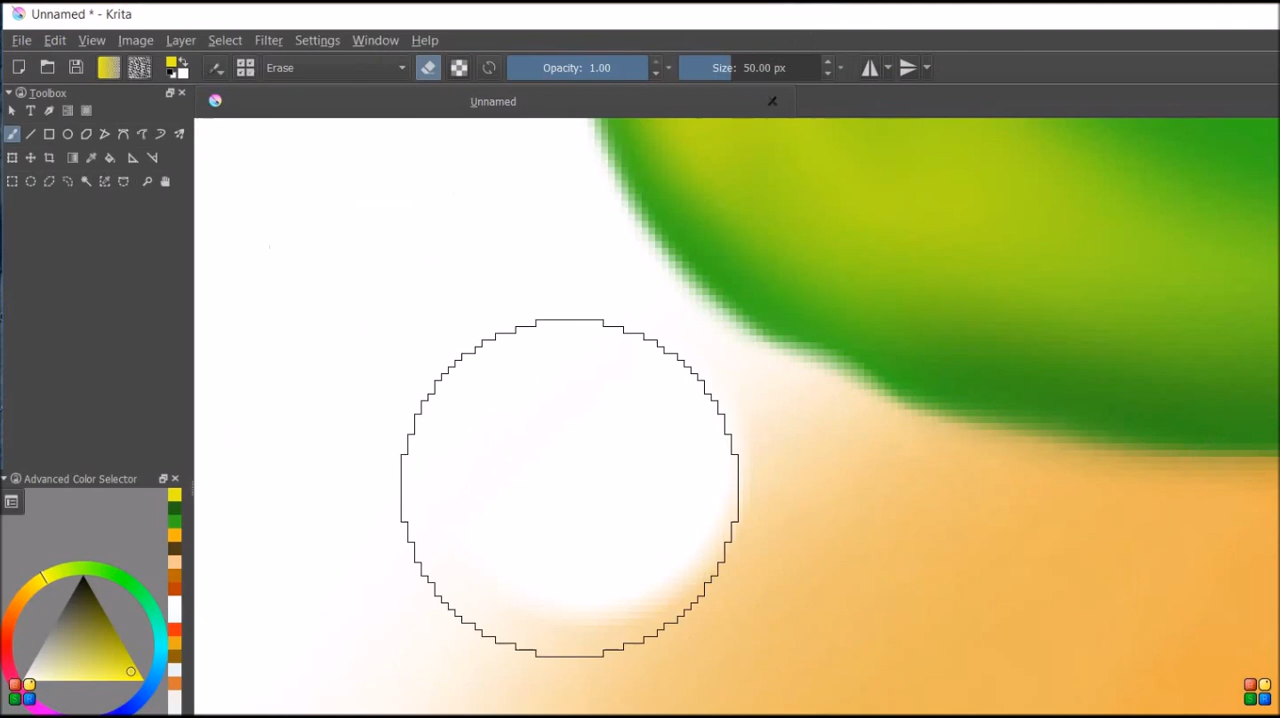 Unnamed * - Krita
File Edit View Image Layer Select Filter Settings Window Help
Erase Opacity: 1.00 Size: 50.00 px
Toolbox
Unnamed
Advanced Color Selector